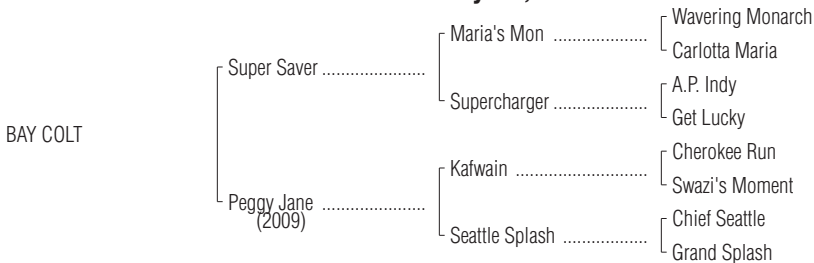 Wavering Monarch
Maria's Mon ....................
Carlotta Maria
Super Saver ......................
A.P. Indy
Supercharger ....................
Get Lucky
BAY COLT
Cherokee Run
Kafwain ............................
Swazi's Moment
Peggy Jane ......................
(2009)
Chief Seattle
Seattle Splash ..................
Grand Splash